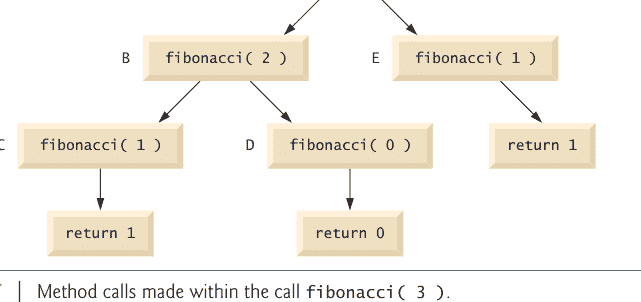 B fibonacci( 2 ) E fibonacci( 1 )
fibonacci( 1 ) D fibonacci( 0 ) return 1
return 1 return 0
Method calls made within the call fibonacci( 3 ).